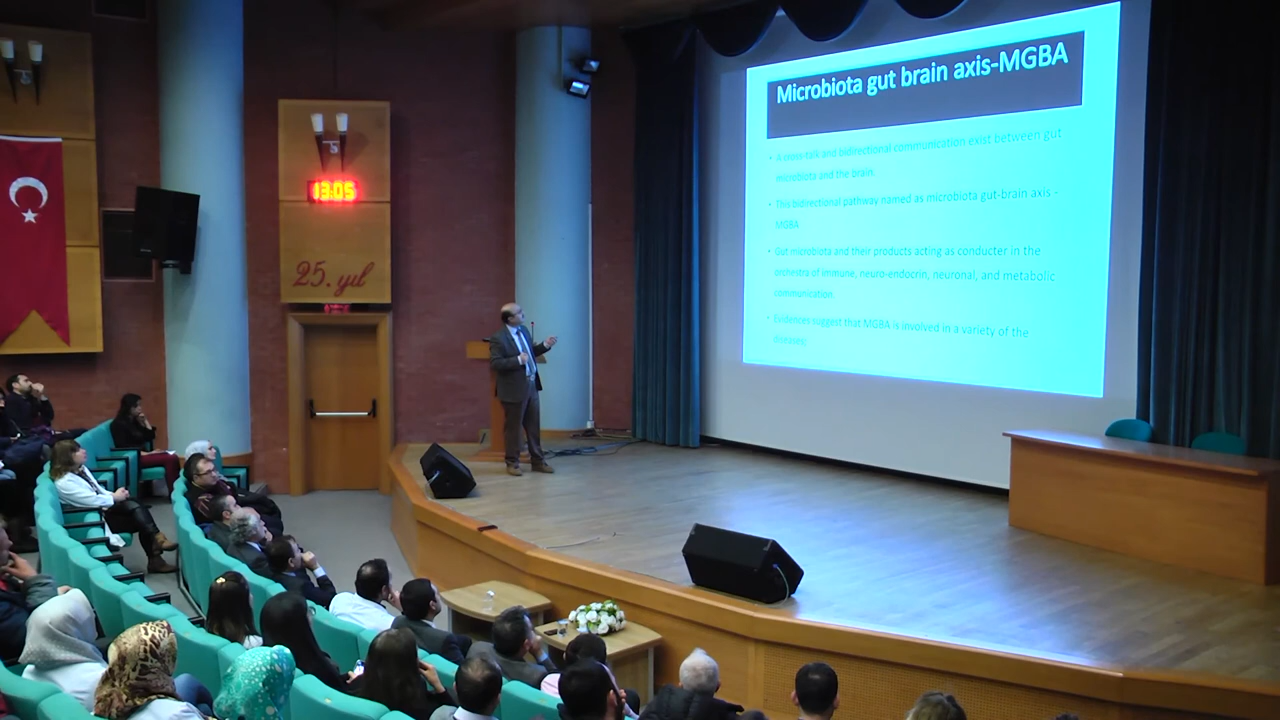 13:05
25. yıl
Microbiota gut brain axis-MGBA
• A cross-talk and bidirectional communication exist between gut
microbiota and the brain.
• This bidirectional pathway named as microbiota gut-brain axis -
MGBA
• Gut microbiota and their products acting as conducter in the
orchestra of immune, neuro-endocrin, neuronal, and metabolic
communication.
• Evidences suggest that MGBA is involved in a variety of the
diseases;